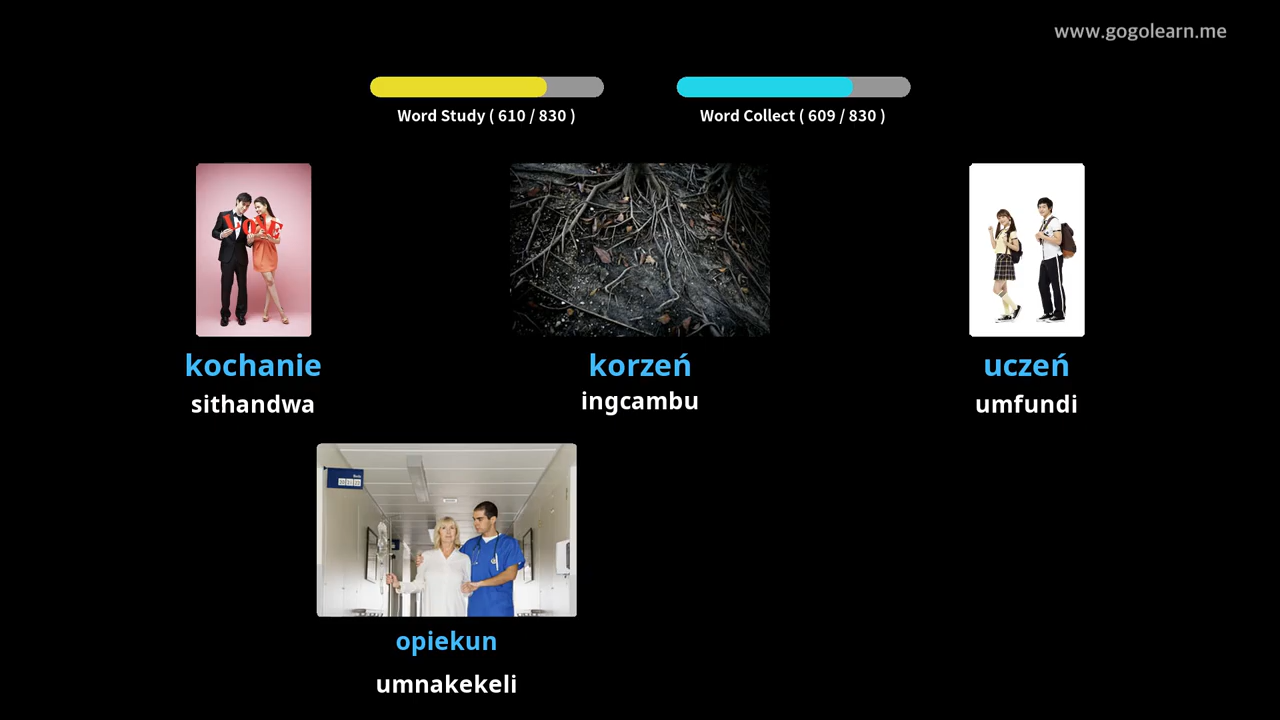 www.gogolearn.me
Word Study ( 610 / 830 )
Word Collect ( 609 / 830 )
LOVE
kochanie
korzeń
uczeń
sithandwa
ingcambu
umfundi
opiekun
umnakekeli